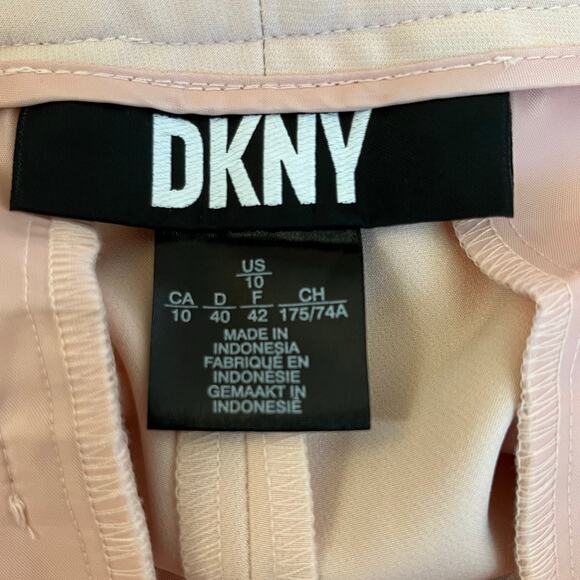 DKNY
US
10
CA D F CH
10 40 42 175/74A
MADE IN
INDONESIA
FABRIQUÉ EN
INDONÉSIE
GEMAAKT IN
INDONESIË